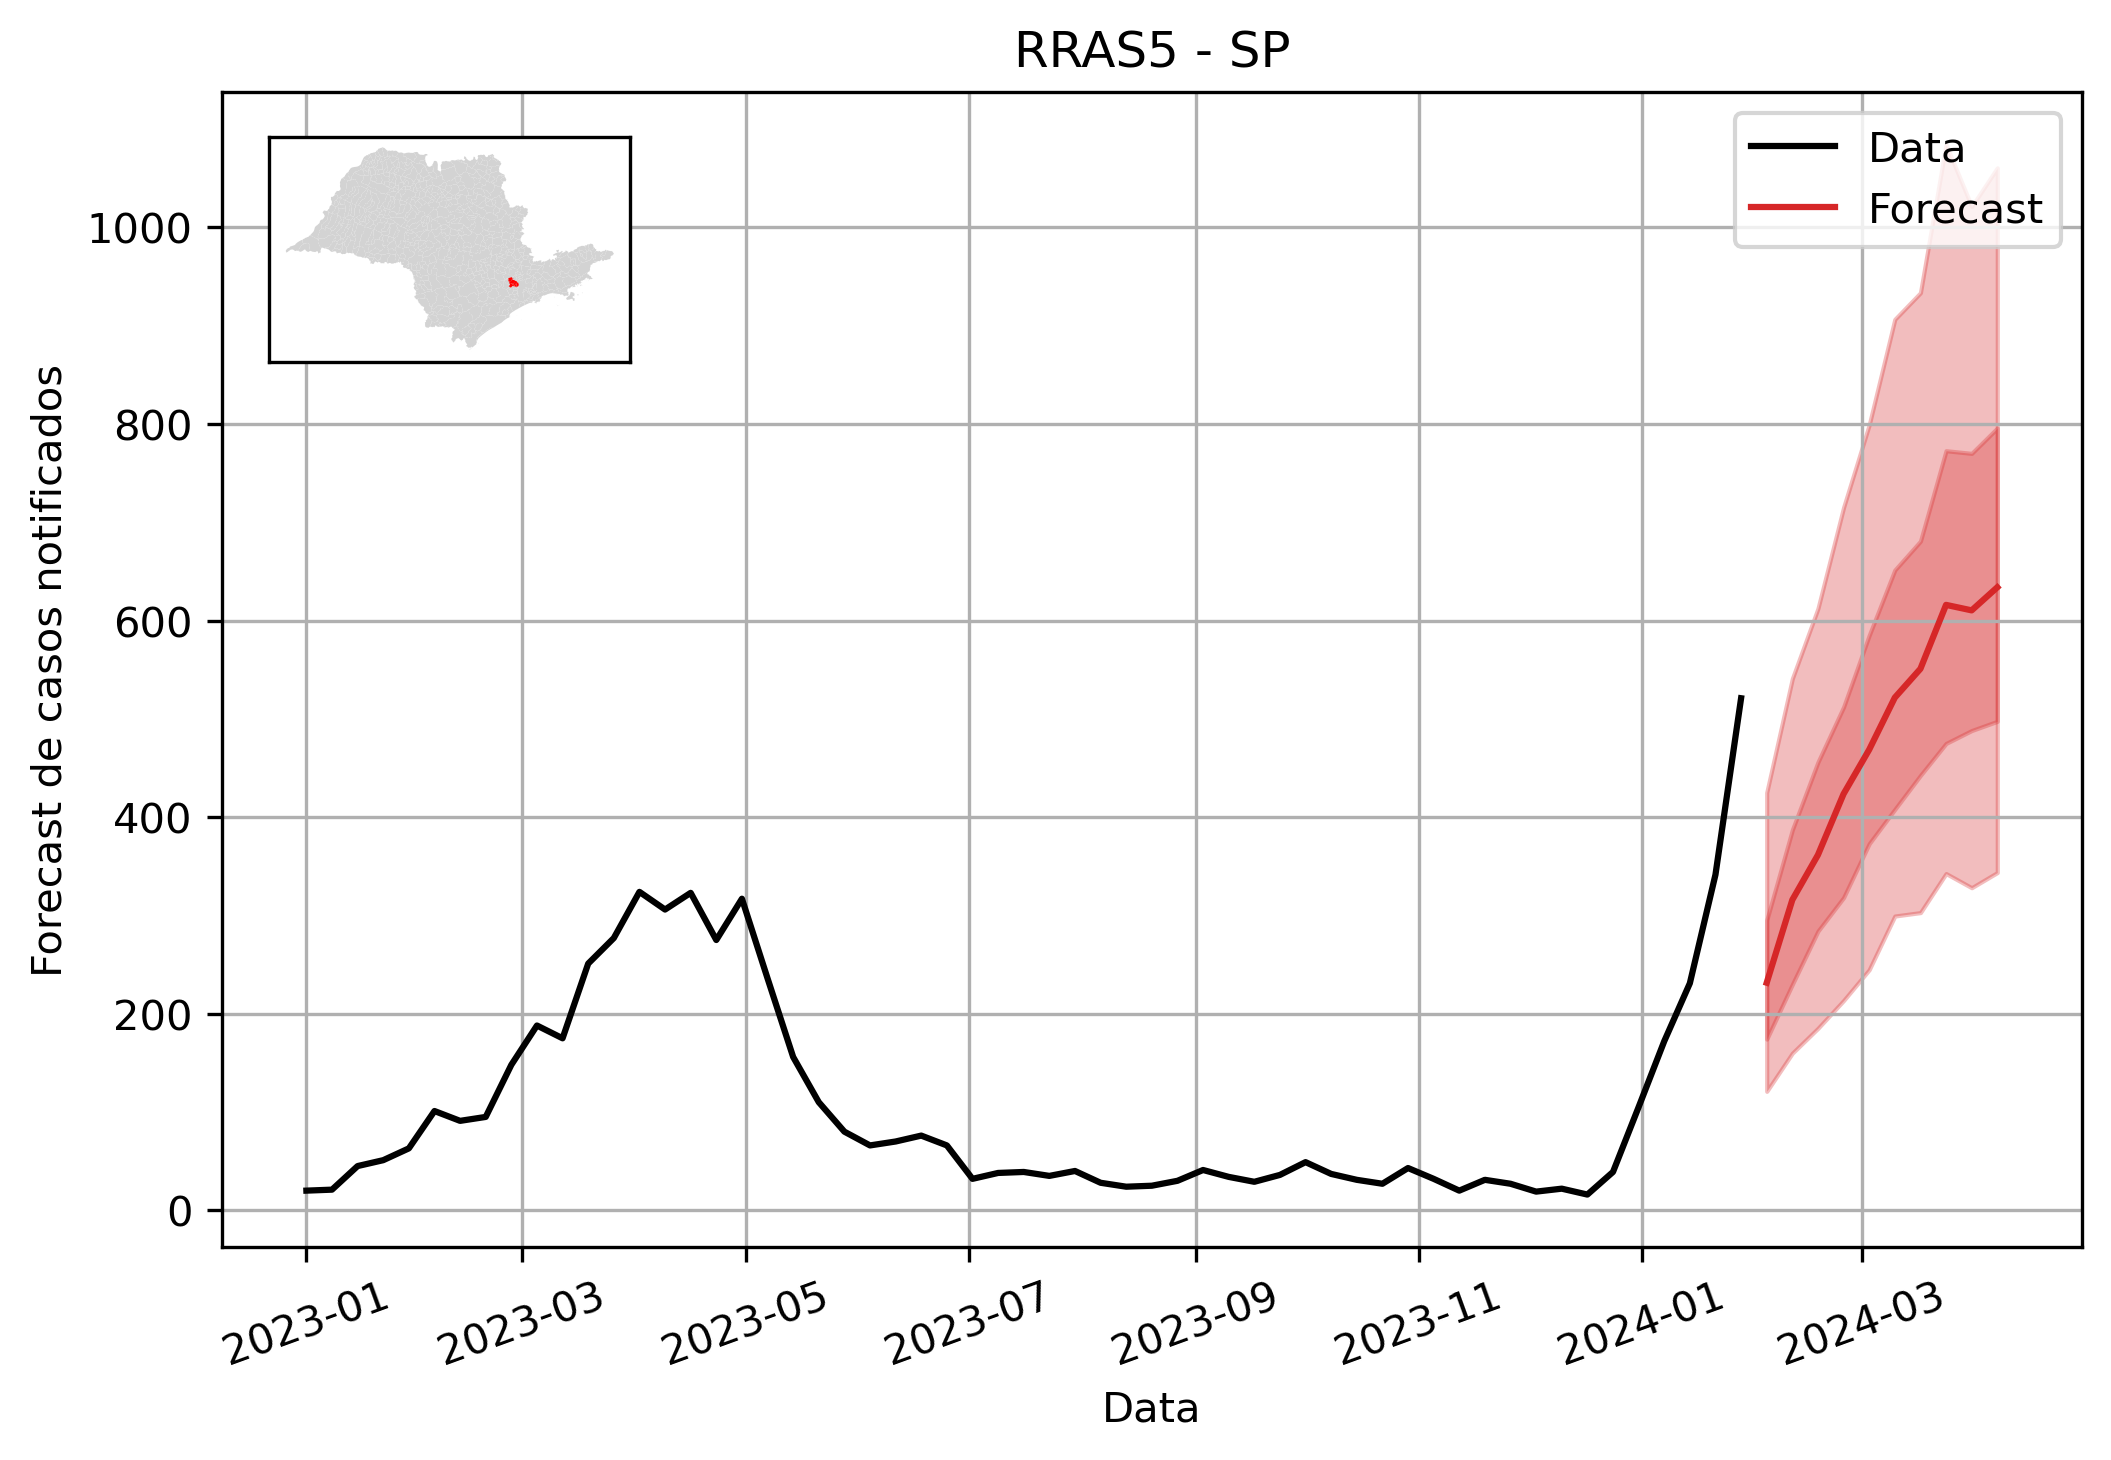 RRAS5 - SP
Data
Forecast
Forecast de casos notificados
1000
800
600
400
200
0
2023-01
2023-03
2023-05
2023-07
2023-09
2023-11
2024-01
2024-03
Data